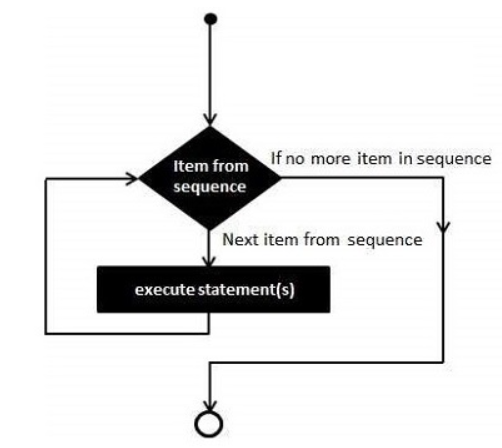 Item from
sequence
If no more item in sequence
Next item from sequence
execute statement(s)